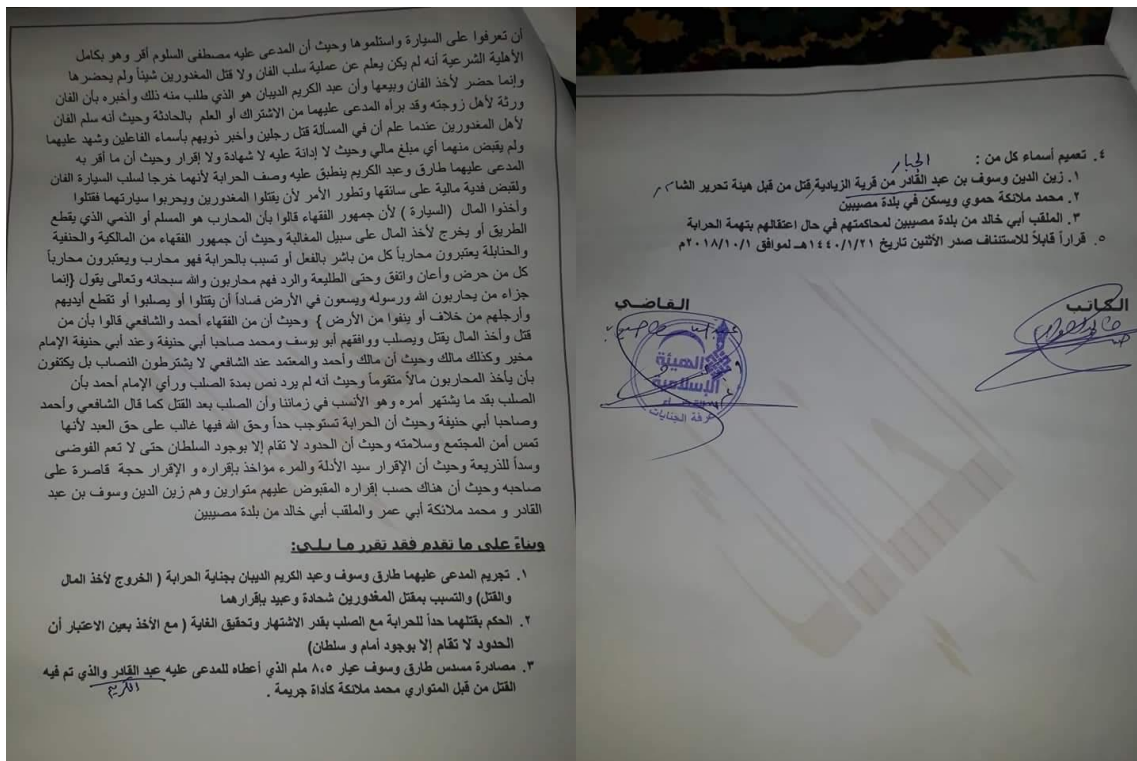 أن تعرفوا على السيارة واستلموها وحيث أن المدعى عليه مصطفى السلوم أقر وهو بكامل
الأهلية الشرعية أنه لم يكن يعلم عن عملية سلب الفان ولا قتل المغدورين شيئاً ولم يحضرها
وإنما حضر لأخذ الفان وبيعها وأن عبد الكريم الديبان هو الذي طلب منه ذلك وأخبره بأن الفان
ورثة لأهل زوجته وقد برأه المدعى عليهما من الاشتراك أو العلم بالحادثة وحيث أنه سلم الفان
لأهل المغدورين عندما علم أن في المسألة قتل رجلين وأخبر ذويهم بأسماء الفاعلين وشهد عليهما
ولم يقبض منهما أي مبلغ مالي وحيث لا إدانة عليه لا شهادة ولا إقرار وحيث أن ما أقر به
المدعى عليهما طارق وعبد الكريم ينطبق عليه وصف الحرابة لأنهما خرجا لسلب السيارة الفان
ولقبض فدية مالية على سائقها وتطور الأمر لأن يقتلوا المغدورين ويحربوا سيارتهما فقتلوا
وأخذوا المال (السيارة ) لأن جمهور الفقهاء قالوا بأن المحارب هو المسلم أو الذمي الذي يقطع
الطريق أو يخرج لأخذ المال على سبيل المغالبة وحيث أن جمهور الفقهاء من المالكية والحنفية
والحنابلة يعتبرون محارباً كل من باشر بالفعل أو تسبب بالحرابة فهو محارب ويعتبرون محارباً
كل من حرض وأعان واتفق وحتى الطليعة والرد فهم محاربون والله سبحانه وتعالى يقول {إنما
جزاء من يحاربون الله ورسوله ويسعون في الأرض فساداً أن يقتلوا أو يصلبوا أو تقطع أيديهم
وأرجلهم من خلاف أو ينفوا من الأرض } وحيث أن من الفقهاء أحمد والشافعي قالوا بأن من
قتل وأخذ المال يقتل ويصلب ووافقهم أبو يوسف ومحمد صاحبا أبي حنيفة وعند أبي حنيفة الإمام
مخير وكذلك مالك وحيث أن مالك وأحمد والمعتمد عند الشافعي لا يشترطون النصاب بل يكتفون
بأن يأخذ المحاربون مالاً متقوماً وحيث أنه لم يرد نص بمدة الصلب ورأي الإمام أحمد بأن
الصلب بقد ما يشتهر أمره وهو الأنسب في زماننا وأن الصلب بعد القتل كما قال الشافعي وأحمد
وصاحبا أبي حنيفة وحيث أن الحرابة تستوجب حداً وحق الله فيها غالب على حق العبد لأنها
تمس أمن المجتمع وسلامته وحيث أن الحدود لا تقام إلا بوجود السلطان حتى لا تعم الفوضى
وسداً للذريعة وحيث أن الإقرار سيد الأدلة والمرء مؤاخذ بإقراره و الإقرار حجة قاصرة على
صاحبه وحيث أن هناك حسب إقراره المقبوض عليهم متوارين وهم زين الدين وسوف بن عبد
القادر و محمد ملائكة أبي عمر والملقب أبي خالد من بلدة مصيبين
وبناءً على ما تقدم فقد تقرر ما يلي:
١. تجريم المدعى عليهما طارق وسوف وعبد الكريم الديبان بجناية الحرابة ( الخروج لأخذ المال
والقتل) والتسبب بمقتل المغدورين شحادة وعبيد بإقرارهما
٢. الحكم بقتلهما حداً للحرابة مع الصلب بقدر الاشتهار وتحقيق الغاية ( مع الأخذ بعين الاعتبار أن
الحدود لا تقام إلا بوجود أمام و سلطان)
٣. مصادرة مسدس طارق وسوف عيار ٨,٥ ملم الذي أعطاه للمدعى عليه عبد القادر والذي تم فيه
الكريم
القتل من قبل المتواري محمد ملائكة كأداة جريمة .
٤. تعميم أسماء كل من :
الجبار
١. زين الدين وسوف بن عبد القادر من قرية الزيادية قتل من قبل هيئة تحرير الشام
٢. محمد ملائكة حموي ويسكن في بلدة مصيبين
٣. الملقب أبي خالد من بلدة مصيبين لمحاكمتهم في حال اعتقالهم بتهمة الحرابة
٥. قراراً قابلاً للاستئناف صدر الأثنين تاريخ ١٤٤٠/١/٢١هـ لموافق ٢٠١٨/١٠/١م
الكاتب
القاضي
الهيئة
الإسلامية
للقضاء
غرفة الجنايات